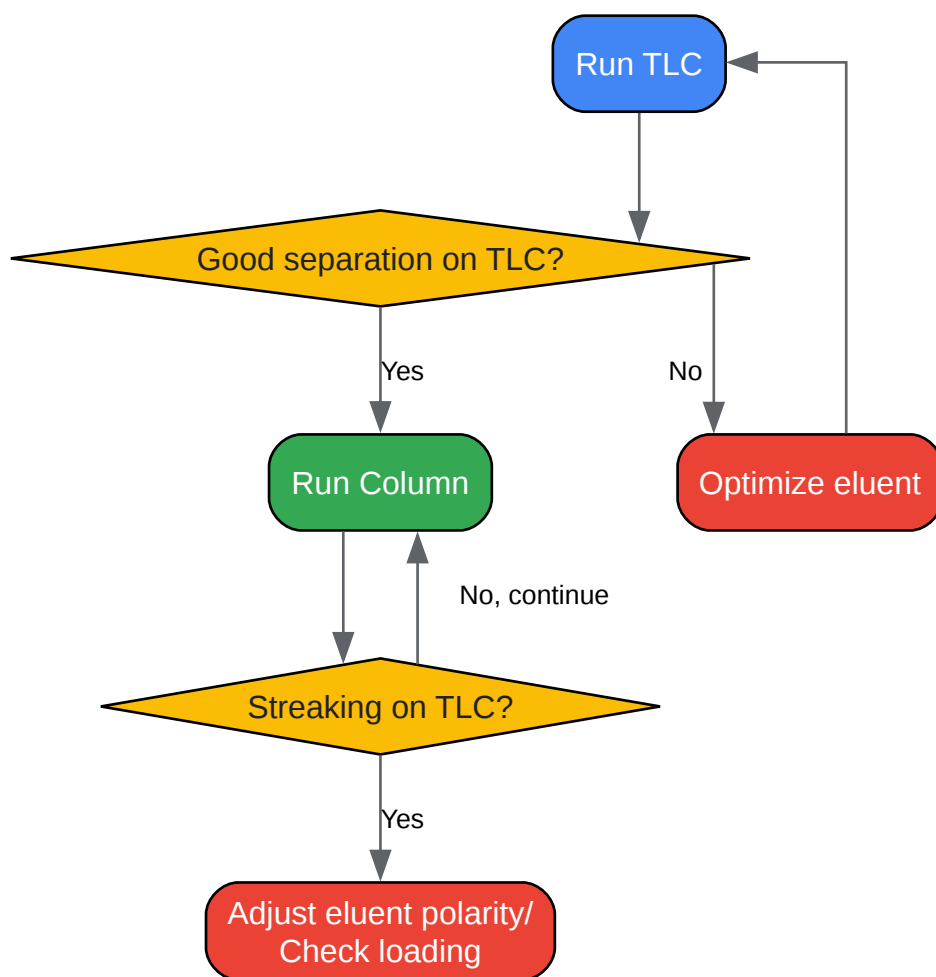 Run TLC
Good separation on TLC?
Yes
No
Run Column
Optimize eluent
No, continue
Streaking on TLC?
Yes
Adjust eluent polarity/
Check loading